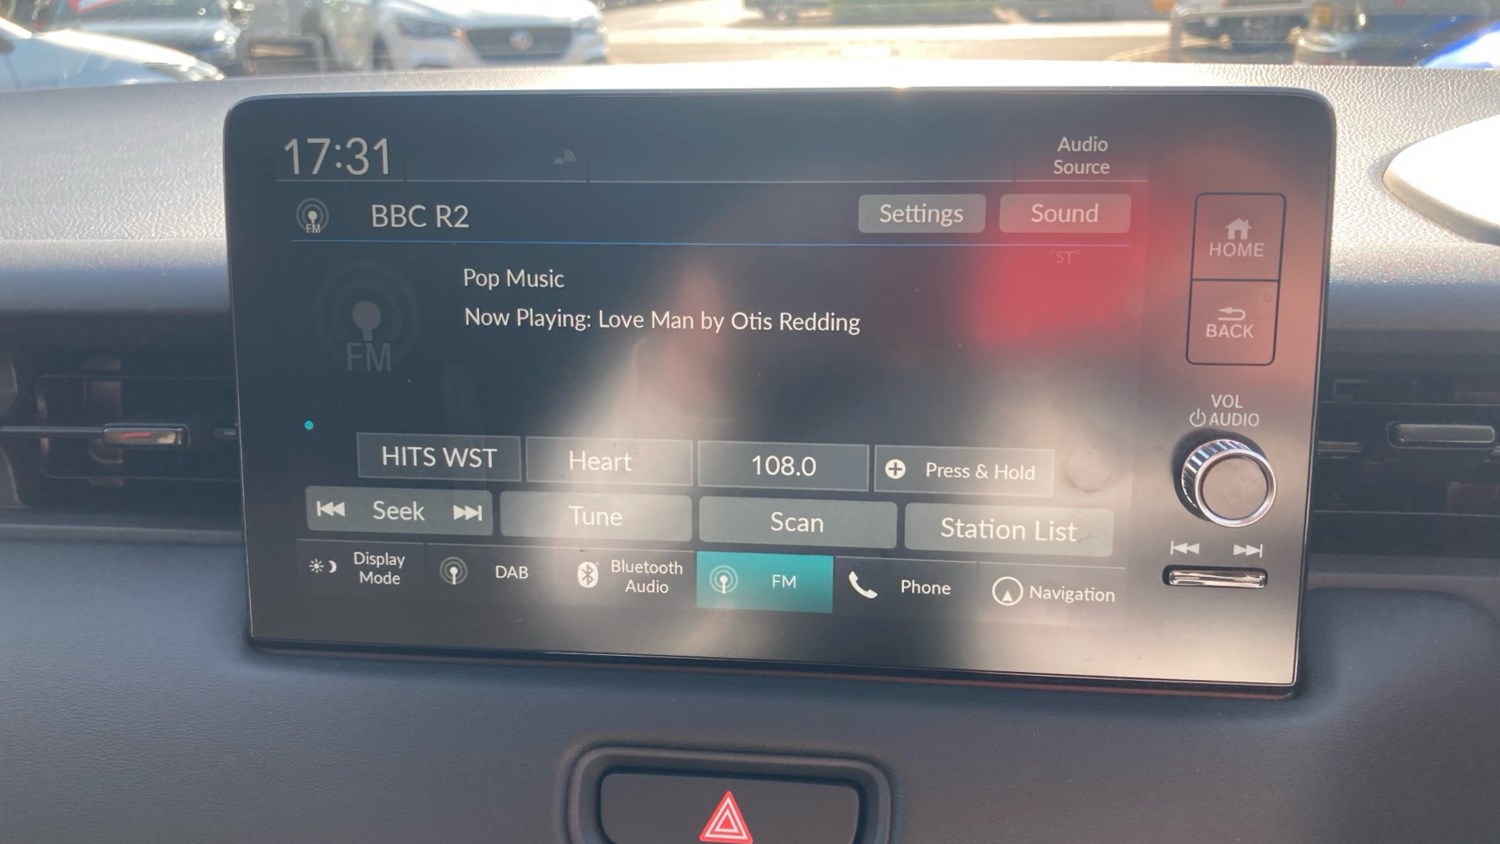 17:31
Audio
Source
FM
BBC R2
Settings
Sound
"ST"
Pop Music
Now Playing: Love Man by Otis Redding
FM
HOME
BACK
VOL
AUDIO
HITS WST
Heart
108.0
Press & Hold
Seek
Tune
Scan
Station List
Display
Mode
DAB
Bluetooth
Audio
FM
Phone
Navigation